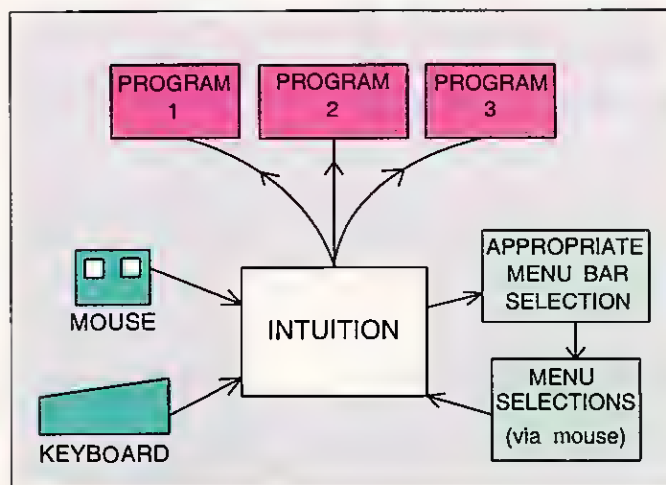 PROGRAM
1
PROGRAM
2
PROGRAM
3
MOUSE
INTUITION
APPROPRIATE
MENU BAR
SELECTION
KEYBOARD
MENU
SELECTIONS
(via mouse)